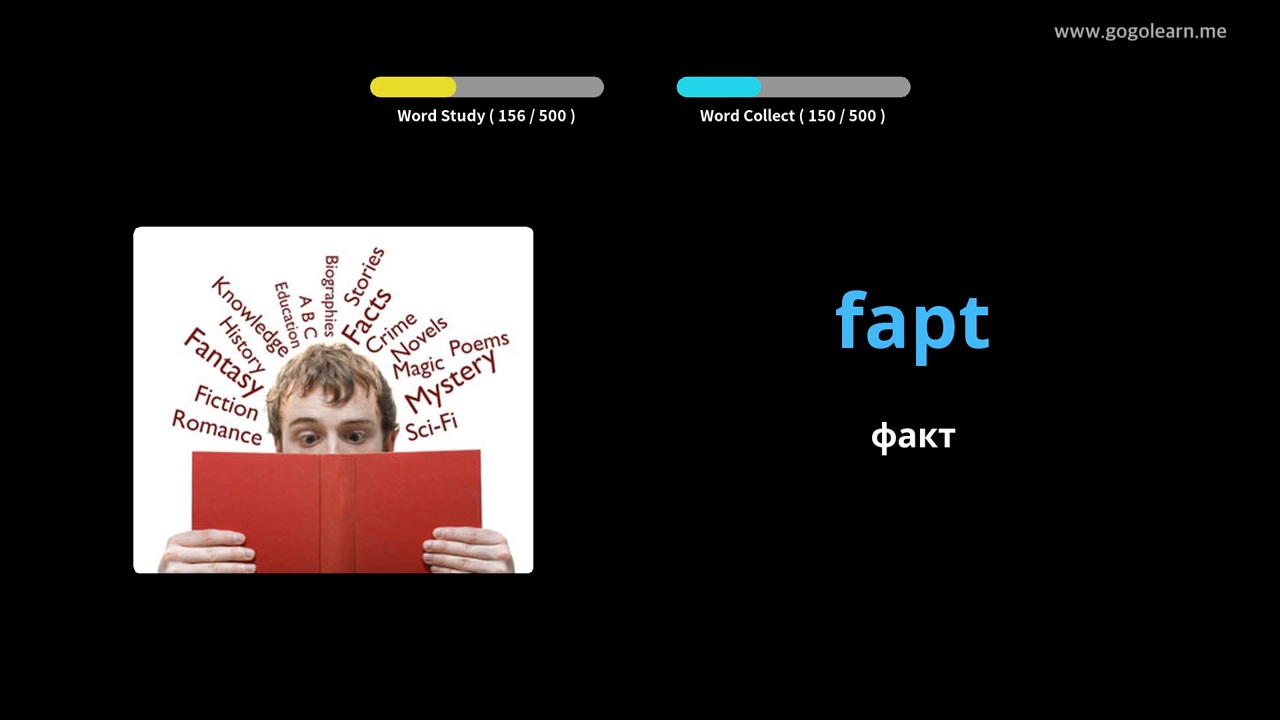 www.gogolearn.me
Word Study ( 156 / 500 )
Word Collect ( 150 / 500 )
Knowledge
History
Fantasy
Fiction
Romance
Education
A B C
Biographies
Stories
Facts
Crime
Novels
Magic
Poems
Mystery
Sci-Fi
fapt
факт